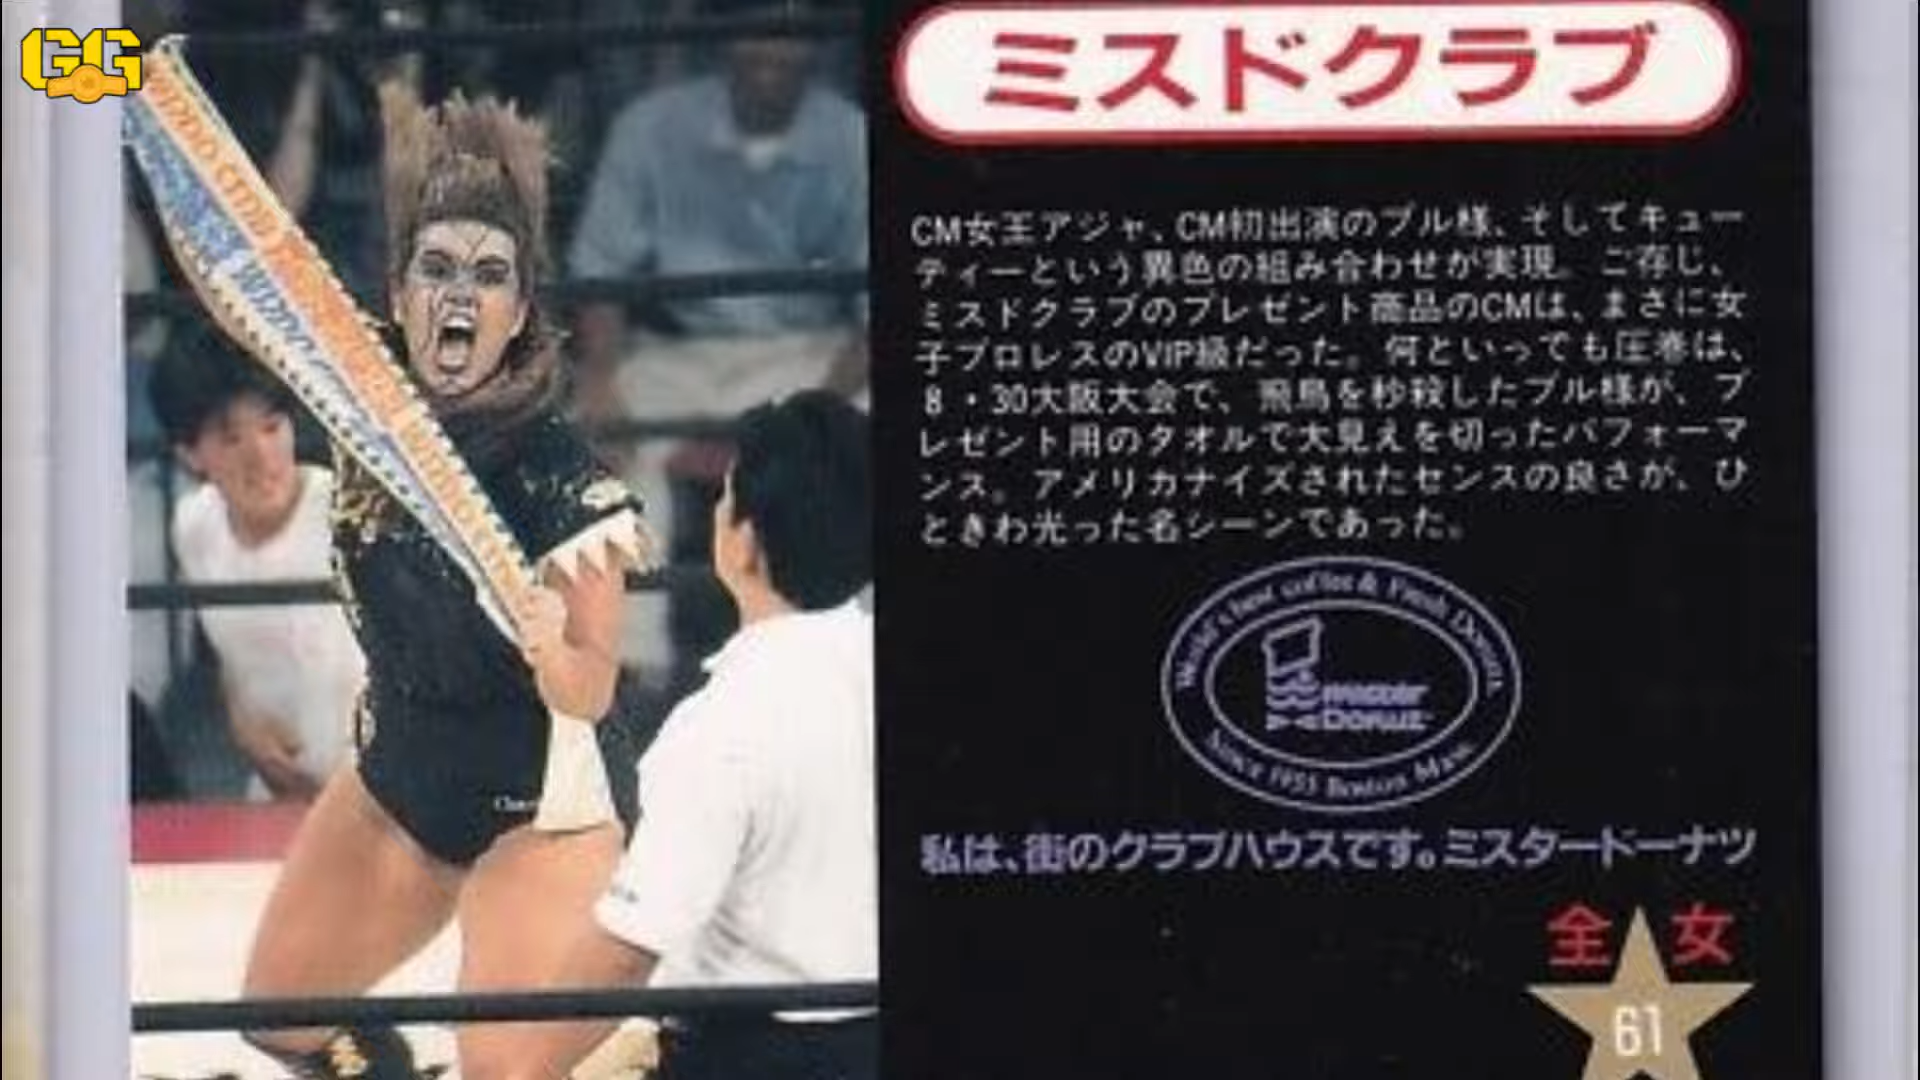 GG
ミスドクラブ
CM女王アジャ、CM初出演のブル様、そしてキュー
ティーという異色の組み合わせが実現。ご存じ、
ミスドクラブのプレゼント商品のCMは、まさに女
子プロレスのVIP級だった。何といっても圧巻は、
8・30大阪大会で、飛鳥を秒殺したブル様が、プ
レゼント用のタオルで大見えを切ったパフォーマ
ンス。アメリカナイズされたセンスの良さが、ひ
ときわ光った名シーンであった。
World's best coffee & Donuts
mister
Donut
Since 1955 Boston Mass.
私は、街のクラブハウスです。ミスタードーナツ
全女
61